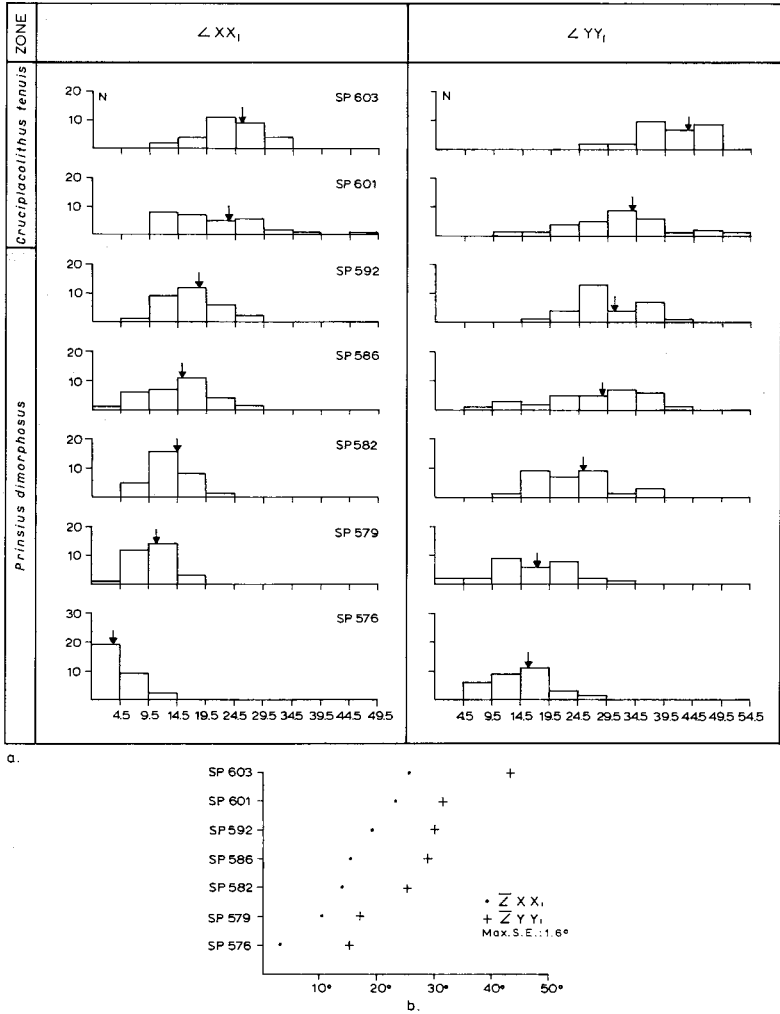 ZONE
∠ XX₁
∠ YY₁
Cruciplacolithus tenuis
Prinsius dimorphosus
20
10
N
SP 603
N
20
10
SP 601
20
10
SP 592
20
10
SP 586
20
10
SP 582
20
10
SP 579
30
20
10
SP 576
4.5 9.5 14.5 19.5 24.5 29.5 34.5 39.5 44.5 49.5
4.5 9.5 14.5 19.5 24.5 29.5 34.5 39.5 44.5 49.5 54.5
a.
SP 603
SP 601
SP 592
SP 586
SP 582
SP 579
SP 576
• ∠̅ X X₁
+ ∠̅ Y Y₁
Max. S.E.: 1.6°
10° 20° 30° 40° 50°
b.